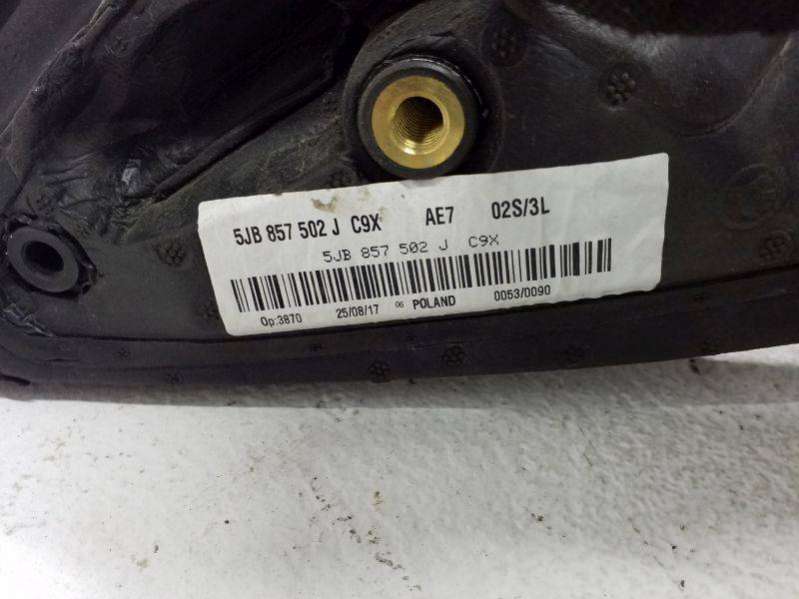 5JB 857 502 J C9X AE7 02S/3L
5JB 857 502 J C9X
Op:3870 25/08/17 06 POLAND 0053/0090